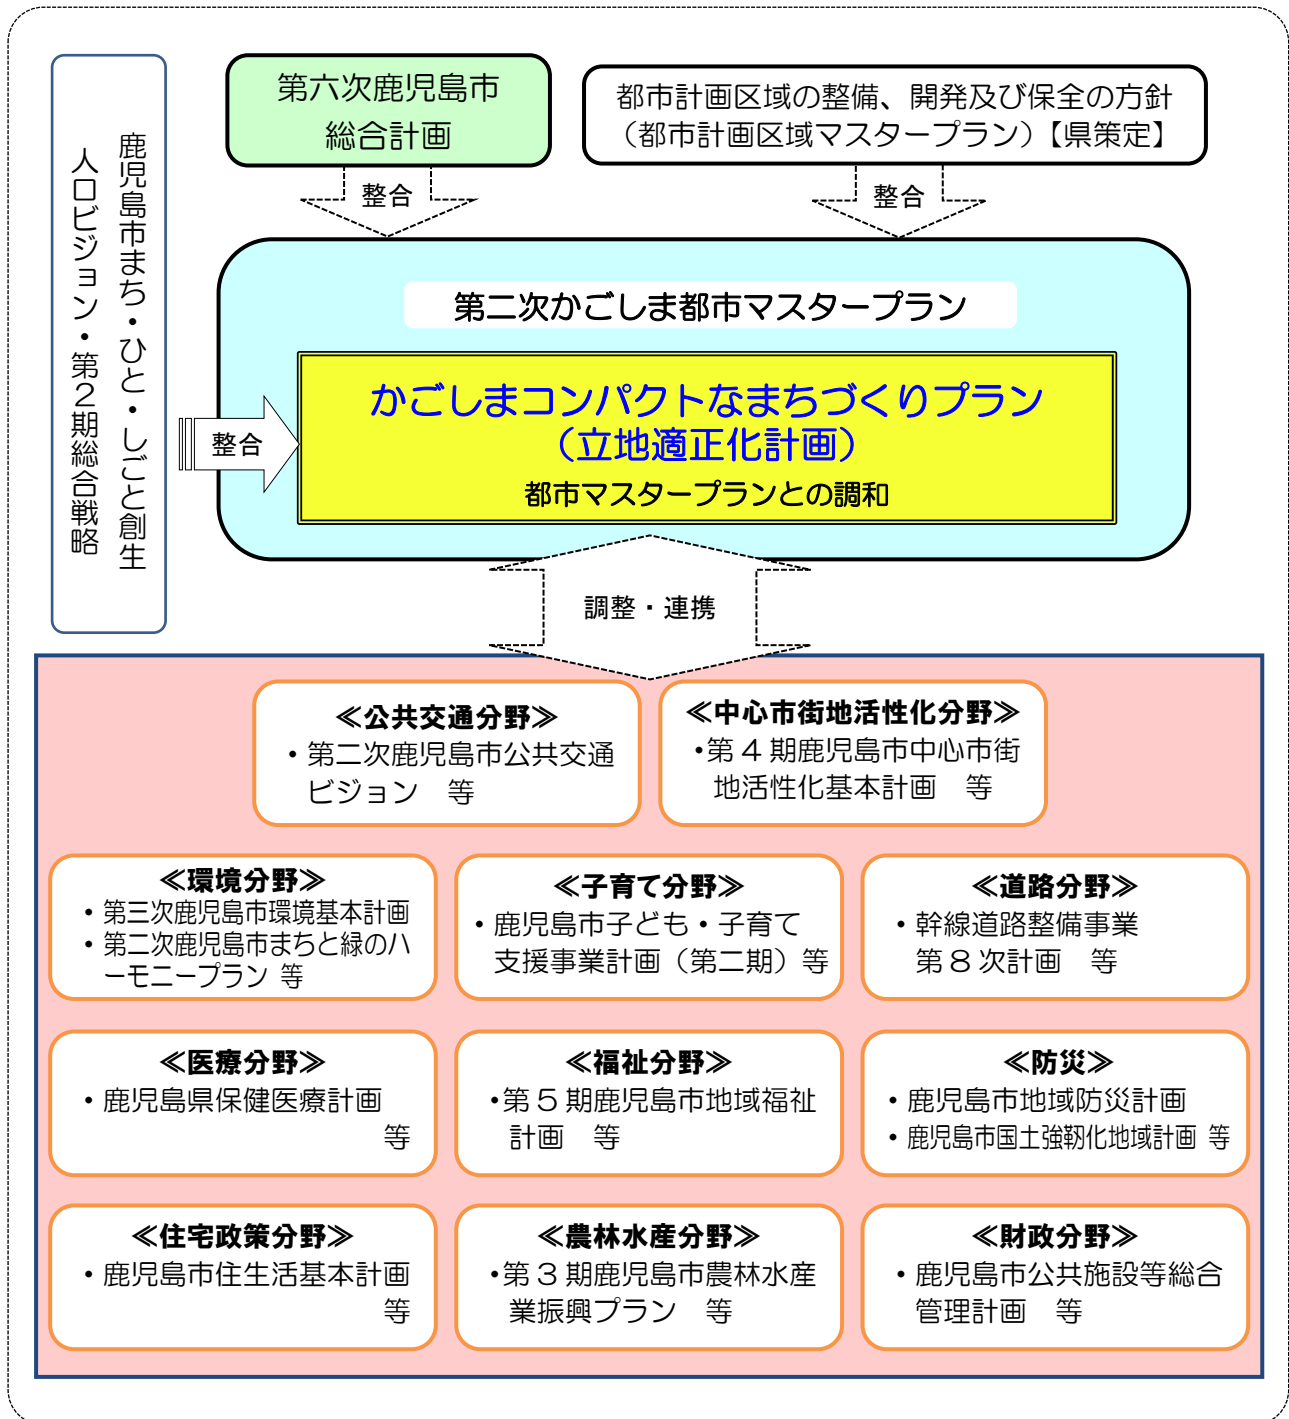 鹿児島市まち・ひと・しごと創生
人口ビジョン・第2期総合戦略
第六次鹿児島市
総合計画
都市計画区域の整備、開発及び保全の方針
（都市計画区域マスタープラン）【県策定】
整合
整合
第二次かごしま都市マスタープラン
かごしまコンパクトなまちづくりプラン
（立地適正化計画）
都市マスタープランとの調和
整合
調整・連携
≪公共交通分野≫
・第二次鹿児島市公共交通
ビジョン　等
≪中心市街地活性化分野≫
・第４期鹿児島市中心市街
地活性化基本計画　等
≪環境分野≫
・第三次鹿児島市環境基本計画
・第二次鹿児島市まちと緑のハ
ーモニープラン 等
≪子育て分野≫
・鹿児島市子ども・子育て
支援事業計画（第二期）等
≪道路分野≫
・幹線道路整備事業
第８次計画　等
≪医療分野≫
・鹿児島県保健医療計画
等
≪福祉分野≫
・第５期鹿児島市地域福祉
計画　等
≪防災≫
・鹿児島市地域防災計画
・鹿児島市国土強靱化地域計画 等
≪住宅政策分野≫
・鹿児島市住生活基本計画
等
≪農林水産分野≫
・第３期鹿児島市農林水産
業振興プラン　等
≪財政分野≫
・鹿児島市公共施設等総合
管理計画　等